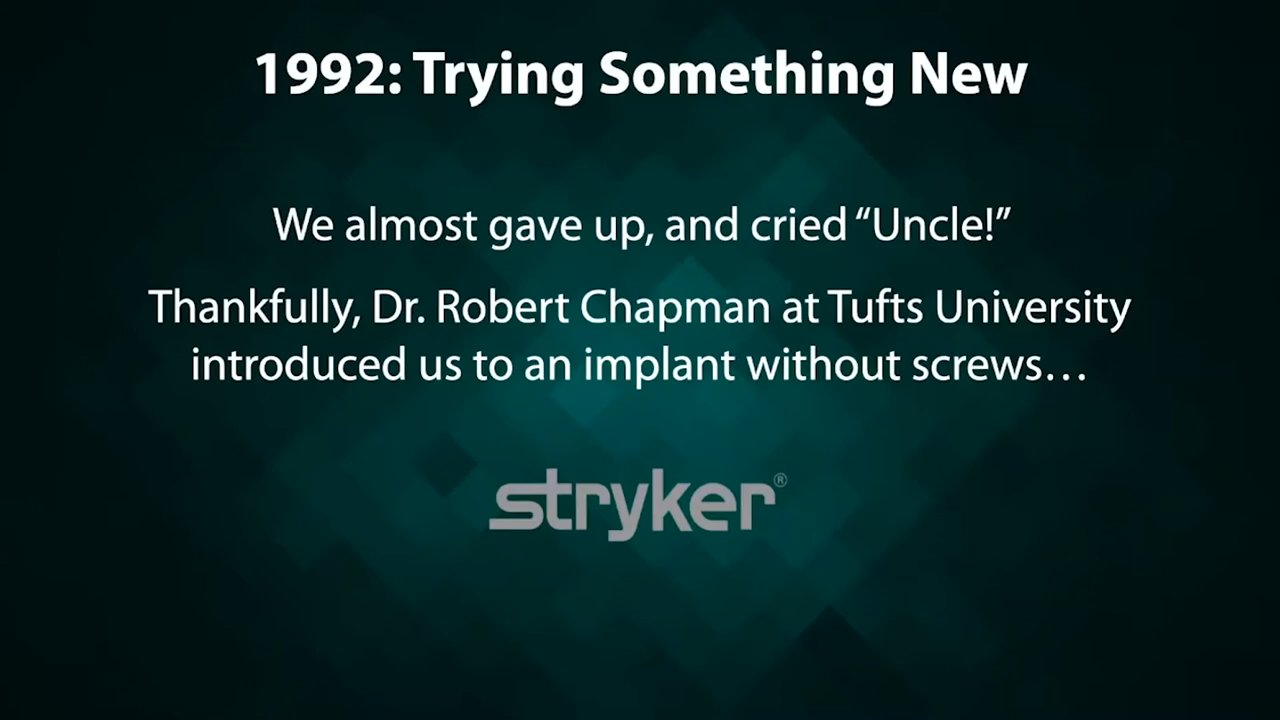 1992: Trying Something New
We almost gave up, and cried “Uncle!”
Thankfully, Dr. Robert Chapman at Tufts University
introduced us to an implant without screws…
stryker®